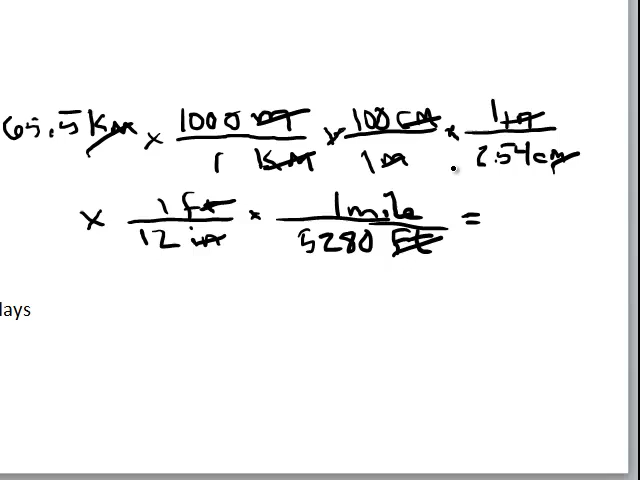 65.5 Km × 1000 m / 1 Km × 100 cm / 1 m × 1 in / 2.54 cm
× 1 ft / 12 in × 1 mile / 5280 ft =
lays